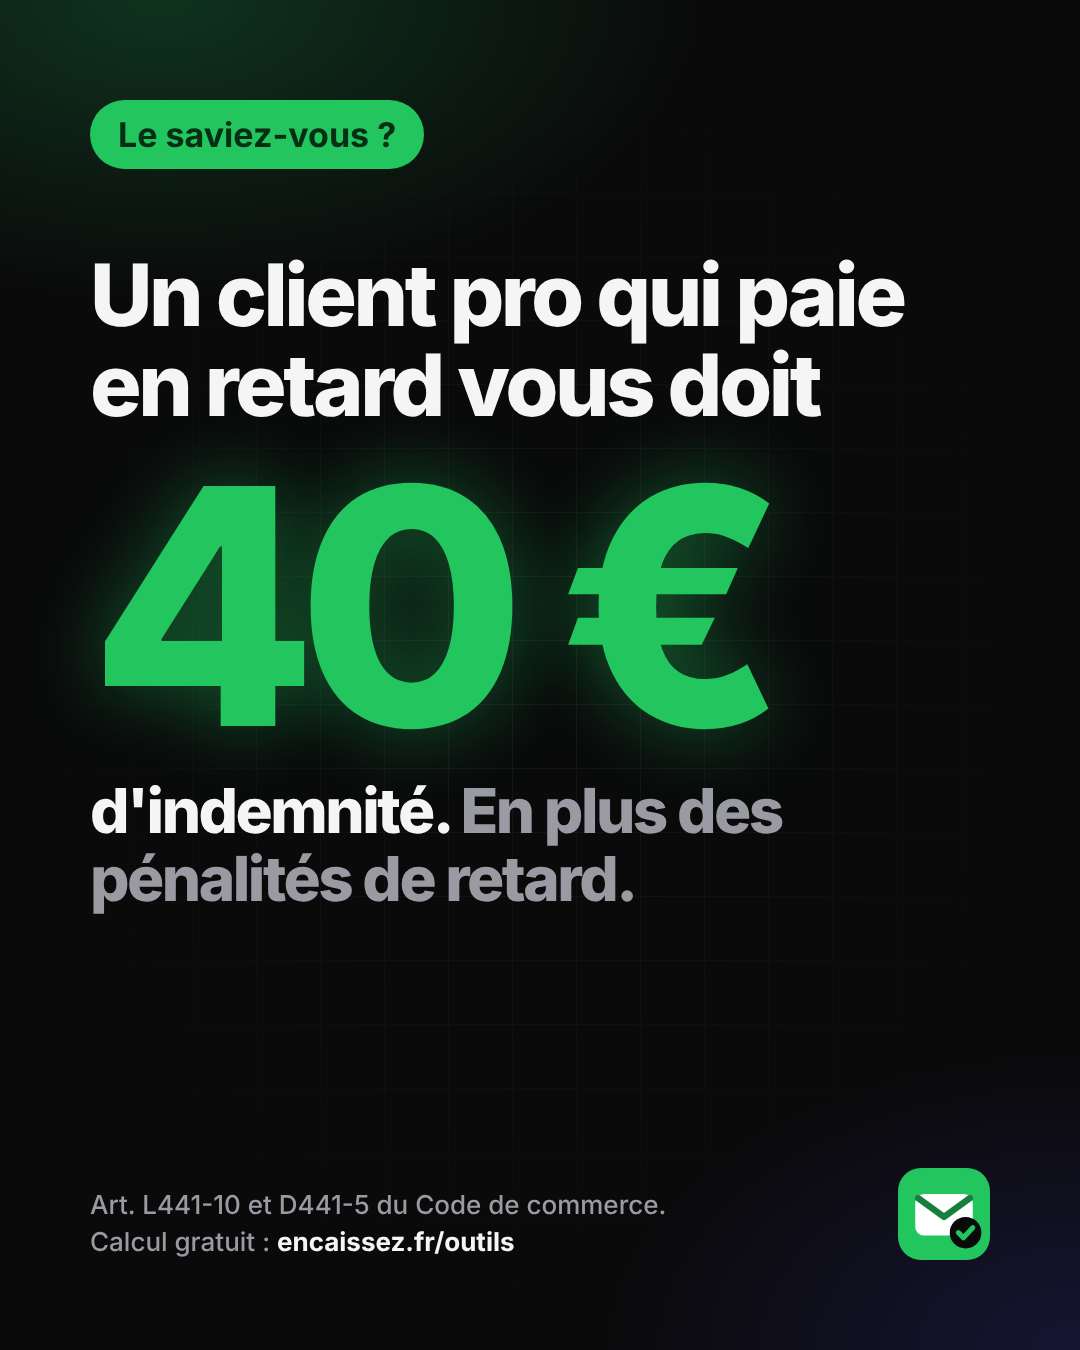 Le saviez-vous ?
Un client pro qui paie
en retard vous doit
40 €
d'indemnité. En plus des
pénalités de retard.
Art. L441-10 et D441-5 du Code de commerce.
Calcul gratuit : encaissez.fr/outils